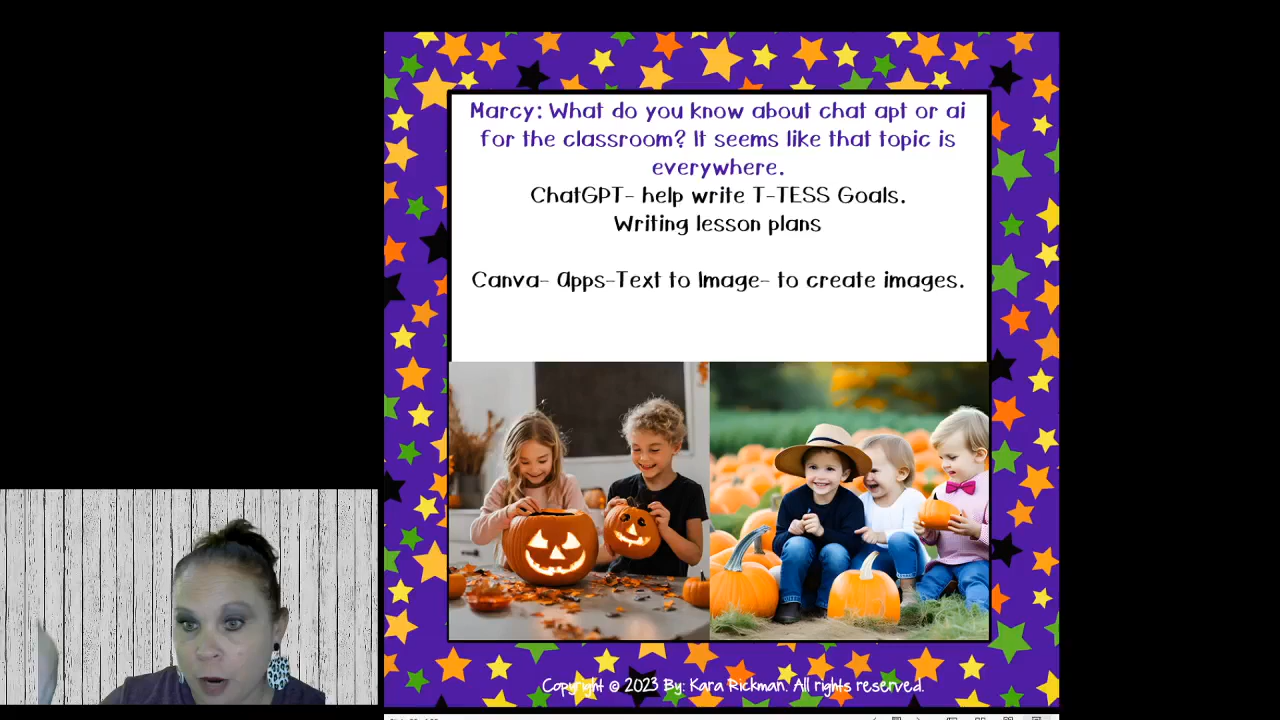 Marcy: What do you know about chat apt or ai
for the classroom? It seems like that topic is
everywhere.
ChatGPT- help write T-TESS Goals.
Writing lesson plans
Canva- Apps-Text to Image- to create images.
Copyright © 2023 By: Kara Rickman. All rights reserved.